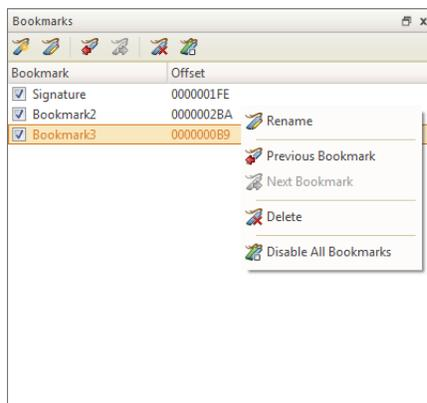 Bookmarks
Bookmark Offset
Signature 0000001FE
Bookmark2 0000002BA
Bookmark3 0000000B9
Rename
Previous Bookmark
Next Bookmark
Delete
Disable All Bookmarks